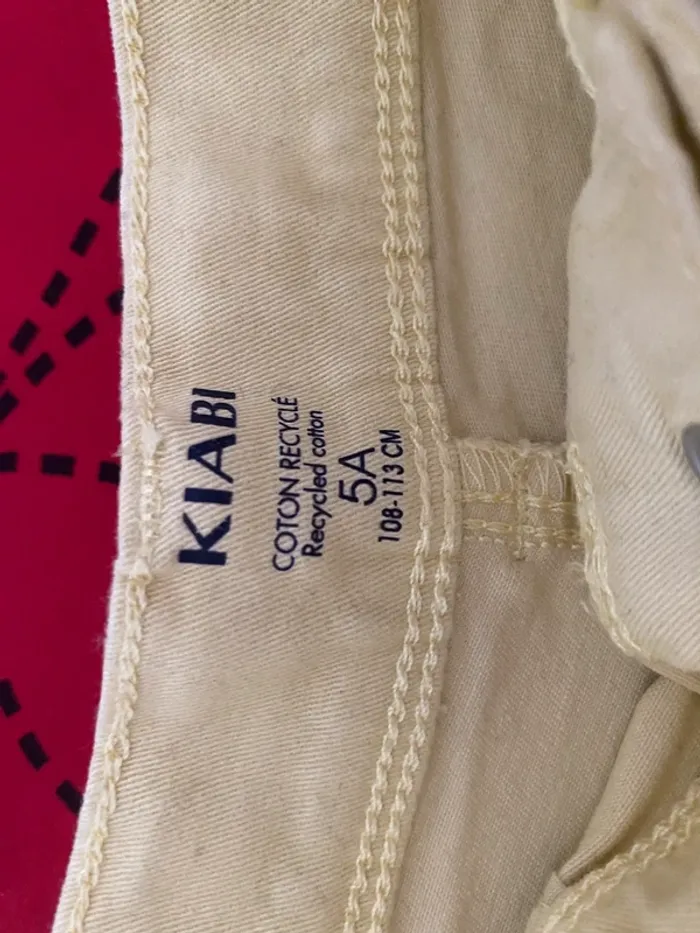 KIABI
COTON RECYCLÉ
Recycled cotton
5A
108-113 CM